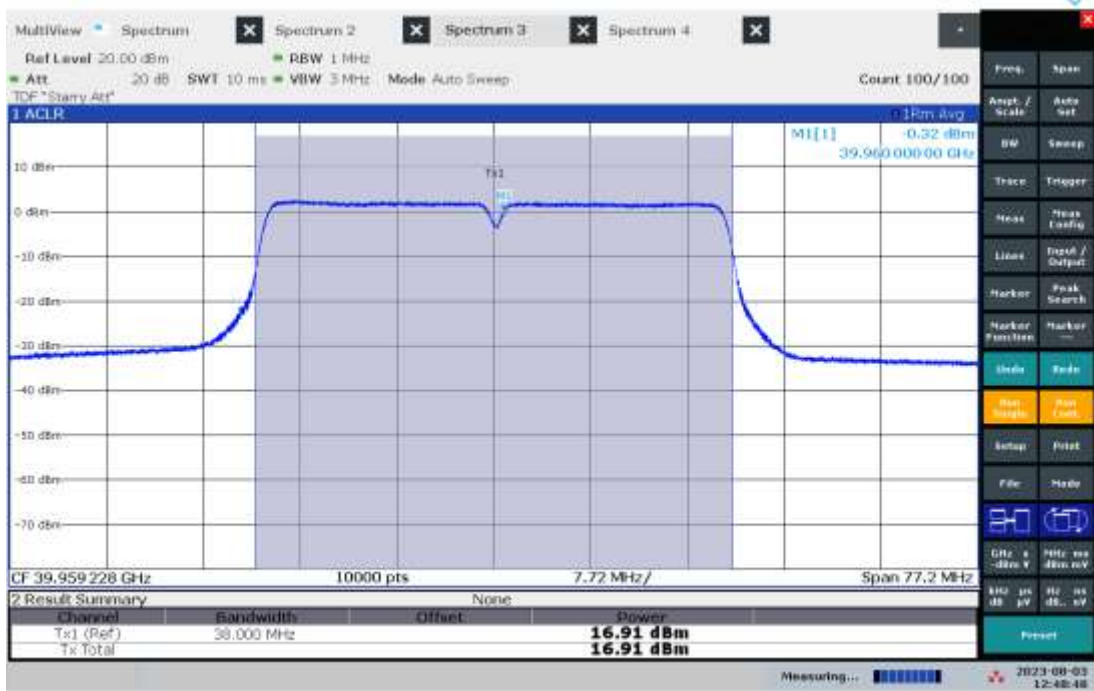 MultiView Spectrum Spectrum 2 Spectrum 3 Spectrum 4
Ref Level 20.00 dBm RBW 1 MHz
Att 20 dB SWT 10 ms VBW 3 MHz Mode Auto Sweep Count 100/100
TDF "Starry Att"
1 ACLR 1Rm Avg
M1[1] -0.32 dBm
39.96000000 GHz
10 dBm
Tx1
M1
0 dBm
-10 dBm
-20 dBm
-30 dBm
-40 dBm
-50 dBm
-60 dBm
-70 dBm
CF 39.959228 GHz 10000 pts 7.72 MHz/ Span 77.2 MHz
2 Result Summary None
Channel Bandwidth Offset Power
Tx1 (Ref) 38.000 MHz 16.91 dBm
Tx Total 16.91 dBm
Measuring... 2023-08-03
12:48:48
Freq. Span
Ampt. / Scale Auto Set
BW Sweep
Trace Trigger
Meas Meas Config
Lines Input / Output
Marker Peak Search
Marker Function Marker
Undo Redo
Run Single Run Cont.
Setup Print
File Mode
Preset